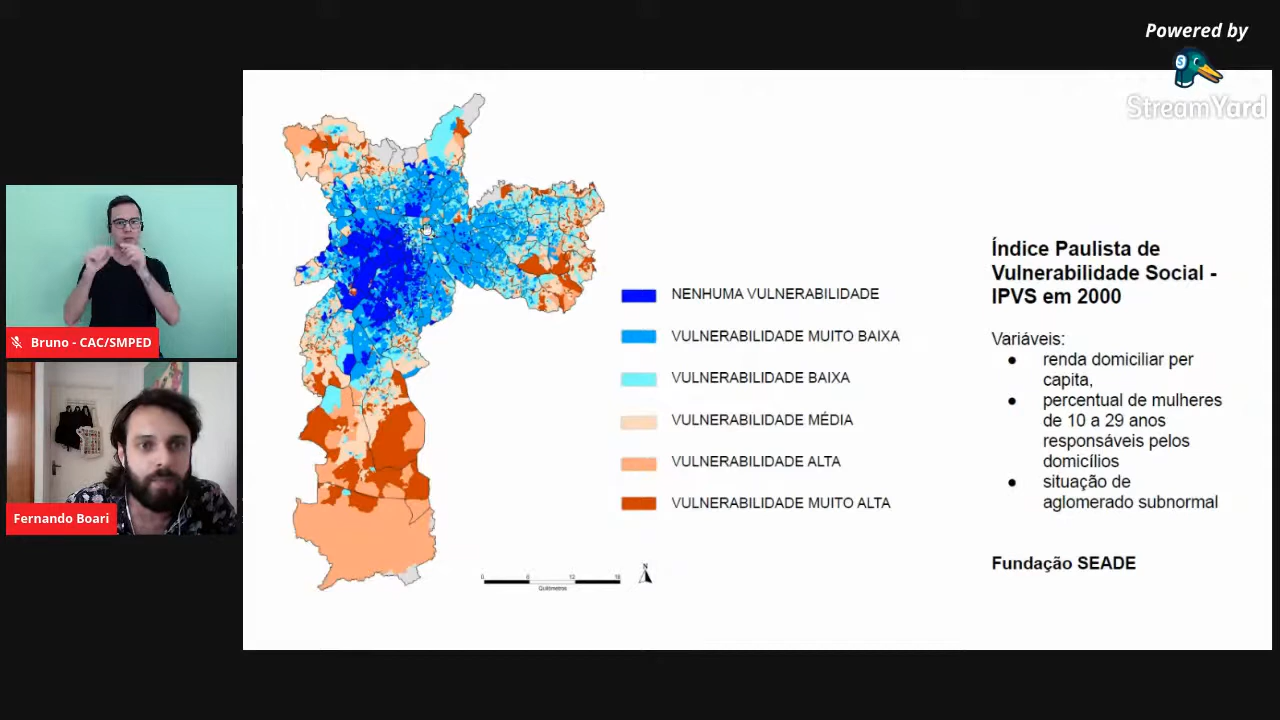 Powered by
S
StreamYard
Bruno - CAC/SMPED
Fernando Boari
NENHUMA VULNERABILIDADE
VULNERABILIDADE MUITO BAIXA
VULNERABILIDADE BAIXA
VULNERABILIDADE MÉDIA
VULNERABILIDADE ALTA
VULNERABILIDADE MUITO ALTA
N
Quilômetros
Índice Paulista de
Vulnerabilidade Social -
IPVS em 2000
Variáveis:
● renda domiciliar per
capita,
● percentual de mulheres
de 10 a 29 anos
responsáveis pelos
domicílios
● situação de
aglomerado subnormal
Fundação SEADE